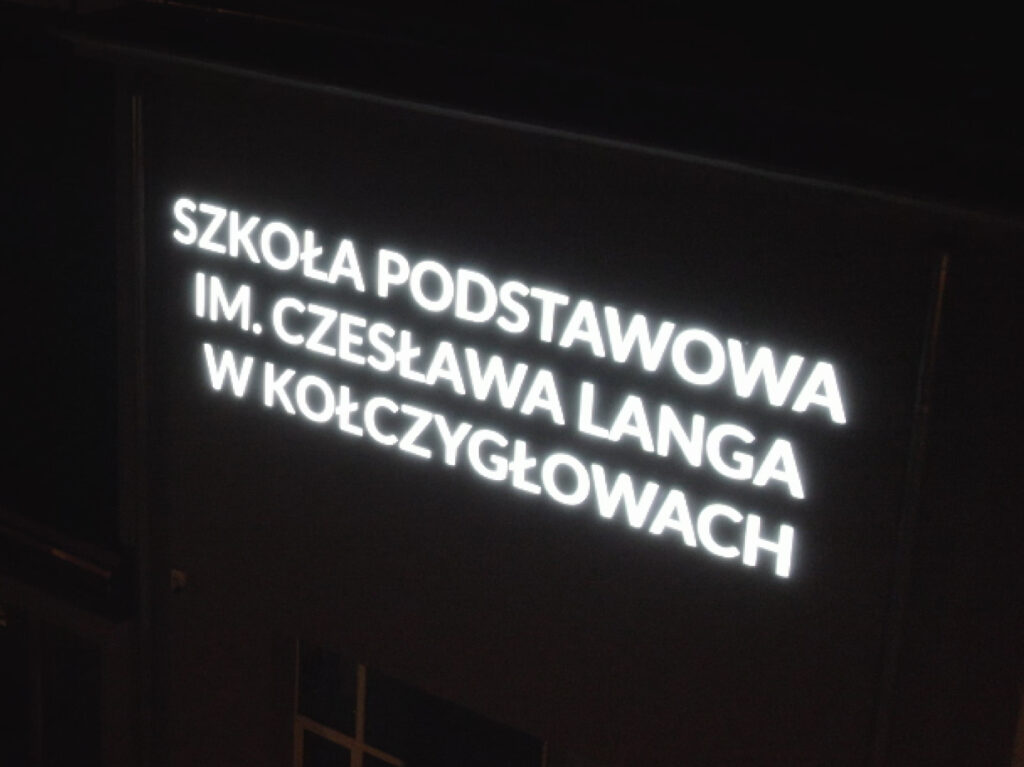 SZKOŁA PODSTAWOWA
IM. CZESŁAWA LANGA
W KOŁCZYGŁOWACH